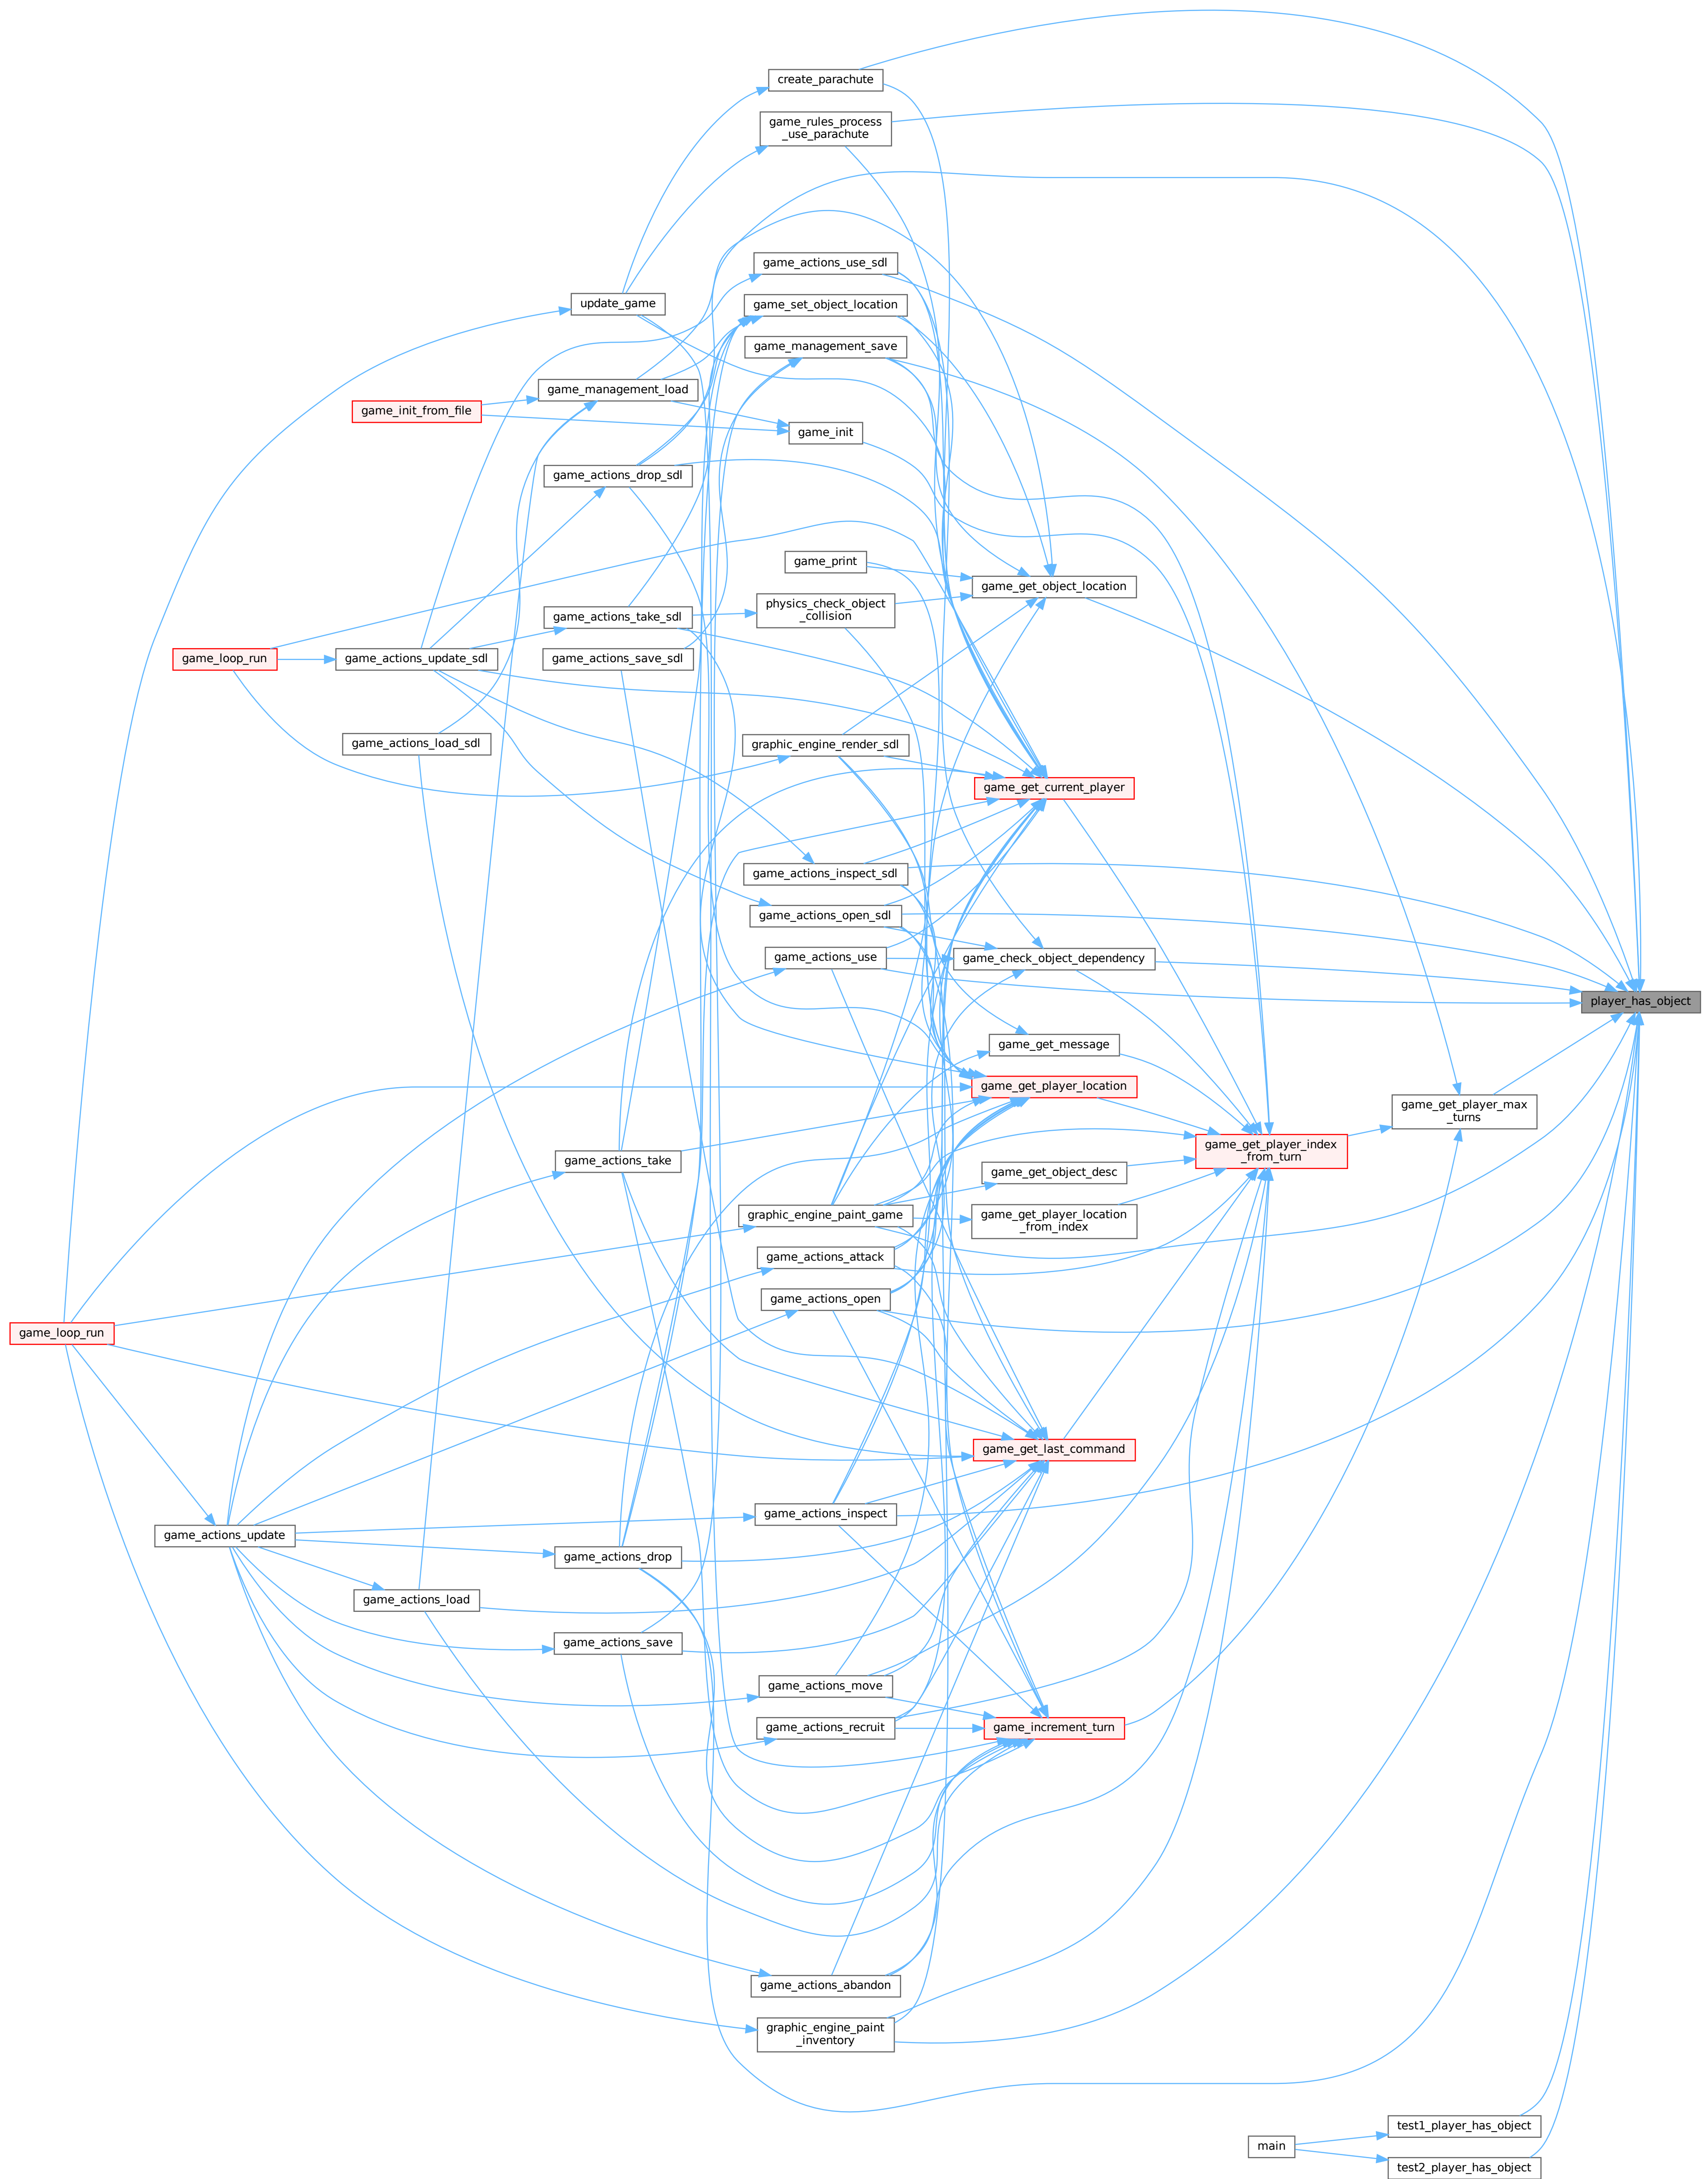 create_parachute
game_rules_process
_use_parachute
game_actions_use_sdl
update_game
game_set_object_location
game_management_save
game_management_load
game_init_from_file
game_init
game_actions_drop_sdl
game_print
game_get_object_location
physics_check_object
_collision
game_actions_take_sdl
game_loop_run
game_actions_update_sdl
game_actions_save_sdl
game_actions_load_sdl
graphic_engine_render_sdl
game_get_current_player
game_actions_inspect_sdl
game_actions_open_sdl
game_actions_use
game_check_object_dependency
player_has_object
game_get_message
game_get_player_location
game_get_player_max
_turns
game_get_player_index
_from_turn
game_actions_take
game_get_object_desc
graphic_engine_paint_game
game_get_player_location
_from_index
game_actions_attack
game_actions_open
game_loop_run
game_get_last_command
game_actions_inspect
game_actions_update
game_actions_drop
game_actions_load
game_actions_save
game_actions_move
game_actions_recruit
game_increment_turn
game_actions_abandon
graphic_engine_paint
_inventory
test1_player_has_object
main
test2_player_has_object